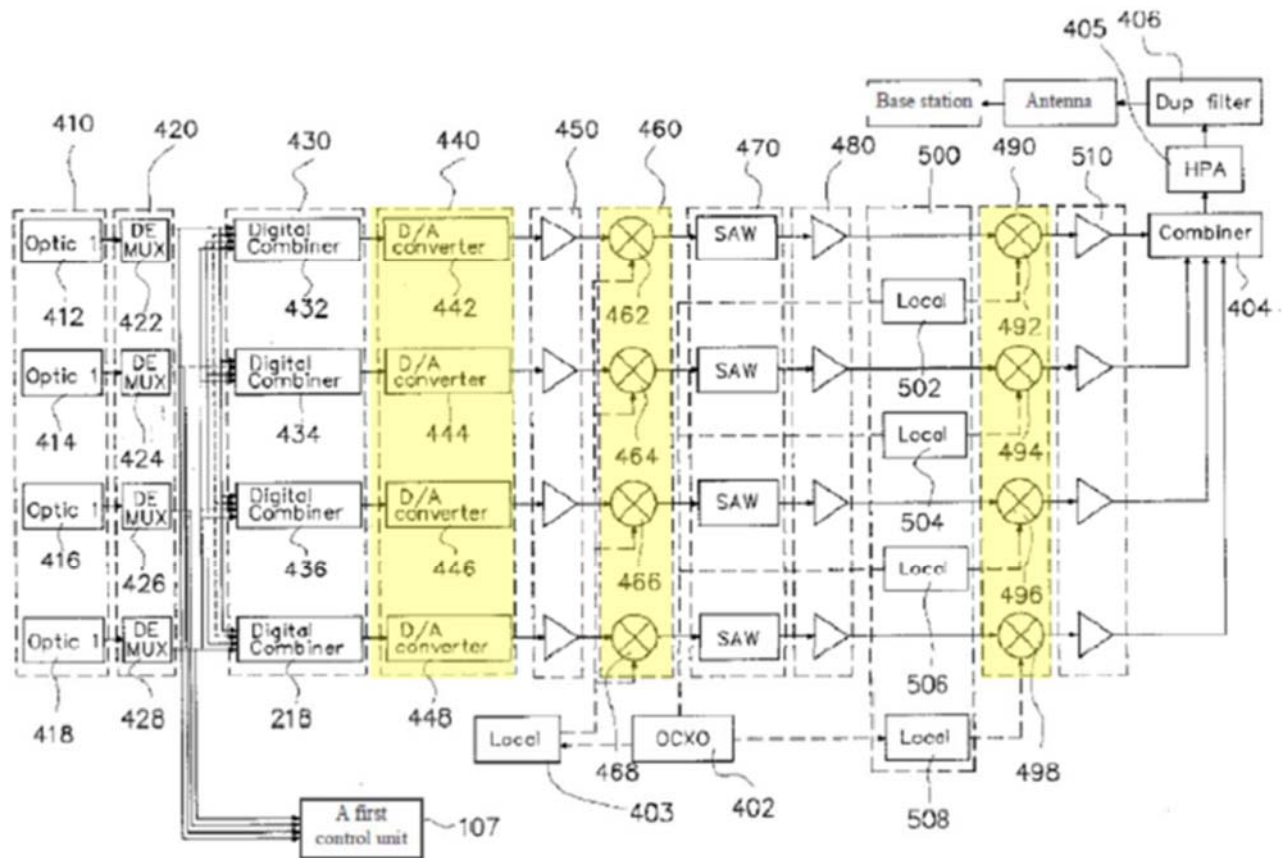 406
405
Base station
Antenna
Dup filter
410
420
430
440
450
460
470
480
500
490
510
HPA
Optic 1
DE
MUX
Digital
Combiner
D/A
converter
SAW
Combiner
412
422
432
442
462
Local
492
404
Optic 1
DE
MUX
Digital
Combiner
D/A
converter
SAW
502
414
424
434
444
464
Local
494
Optic 1
DE
MUX
Digital
Combiner
D/A
converter
SAW
504
416
426
436
446
466
Local
496
Optic 1
DE
MUX
Digital
Combiner
D/A
converter
SAW
506
418
428
218
448
Local
468
OCXO
Local
498
403
402
508
A first
control unit
107